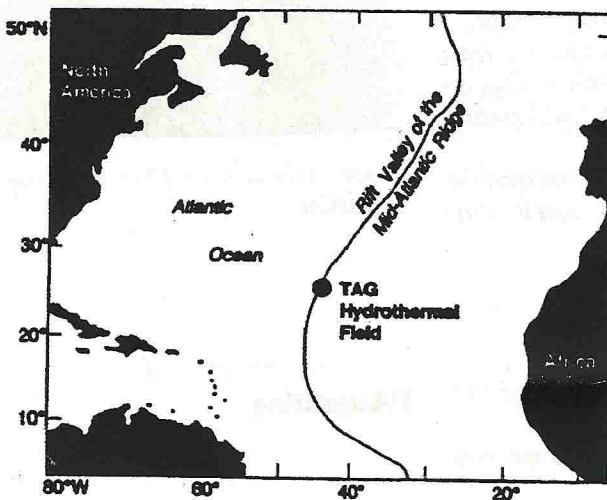 50°N
North
America
40°
Rift Valley of the
Mid-Atlantic Ridge
Atlantic
30°
Ocean
TAG
Hydrothermal
Field
20°
Africa
10°
80°W
60°
40°
20°